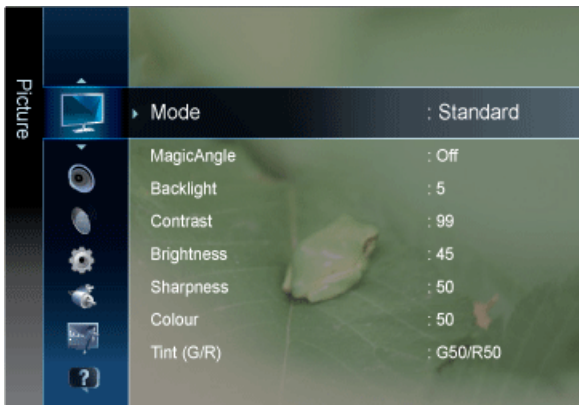 Picture
Mode : Standard
MagicAngle : Off
Backlight : 5
Contrast : 99
Brightness : 45
Sharpness : 50
Colour : 50
Tint (G/R) : G50/R50
?